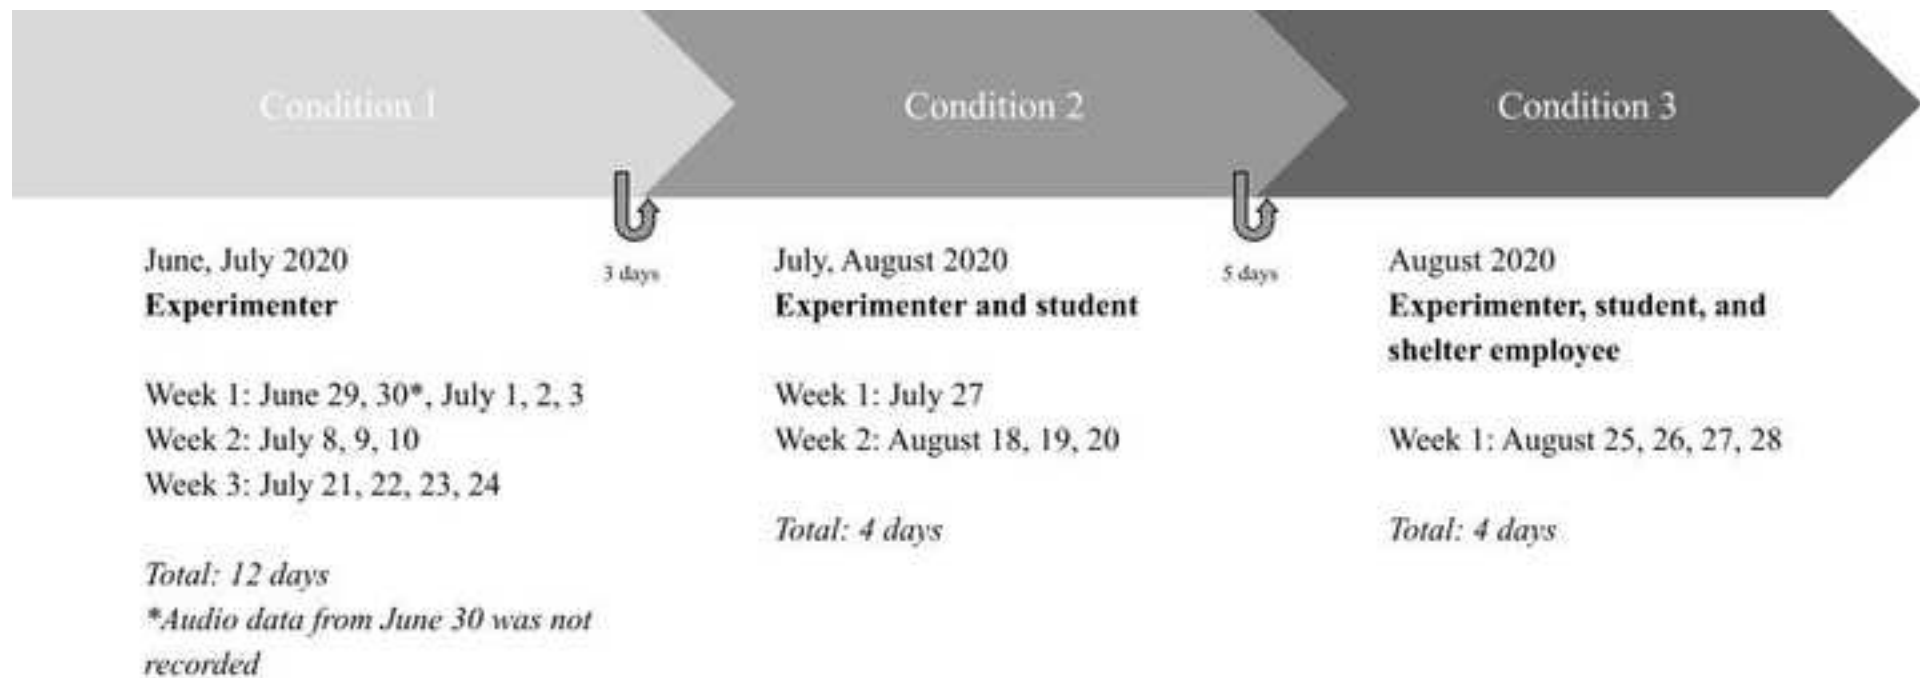 Condition 1
Condition 2
Condition 3
3 days
5 days
June, July 2020
Experimenter
Week 1: June 29, 30*, July 1, 2, 3
Week 2: July 8, 9, 10
Week 3: July 21, 22, 23, 24
Total: 12 days
*Audio data from June 30 was not
recorded
July, August 2020
Experimenter and student
Week 1: July 27
Week 2: August 18, 19, 20
Total: 4 days
August 2020
Experimenter, student, and
shelter employee
Week 1: August 25, 26, 27, 28
Total: 4 days